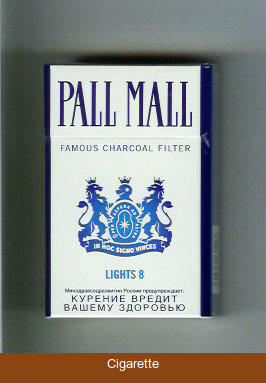 PALL MALL
FAMOUS CHARCOAL FILTER
IN HOC SIGNO VINCES
LIGHTS 8
Минздравсоцразвития России предупреждает:
КУРЕНИЕ ВРЕДИТ
ВАШЕМУ ЗДОРОВЬЮ
Cigarette